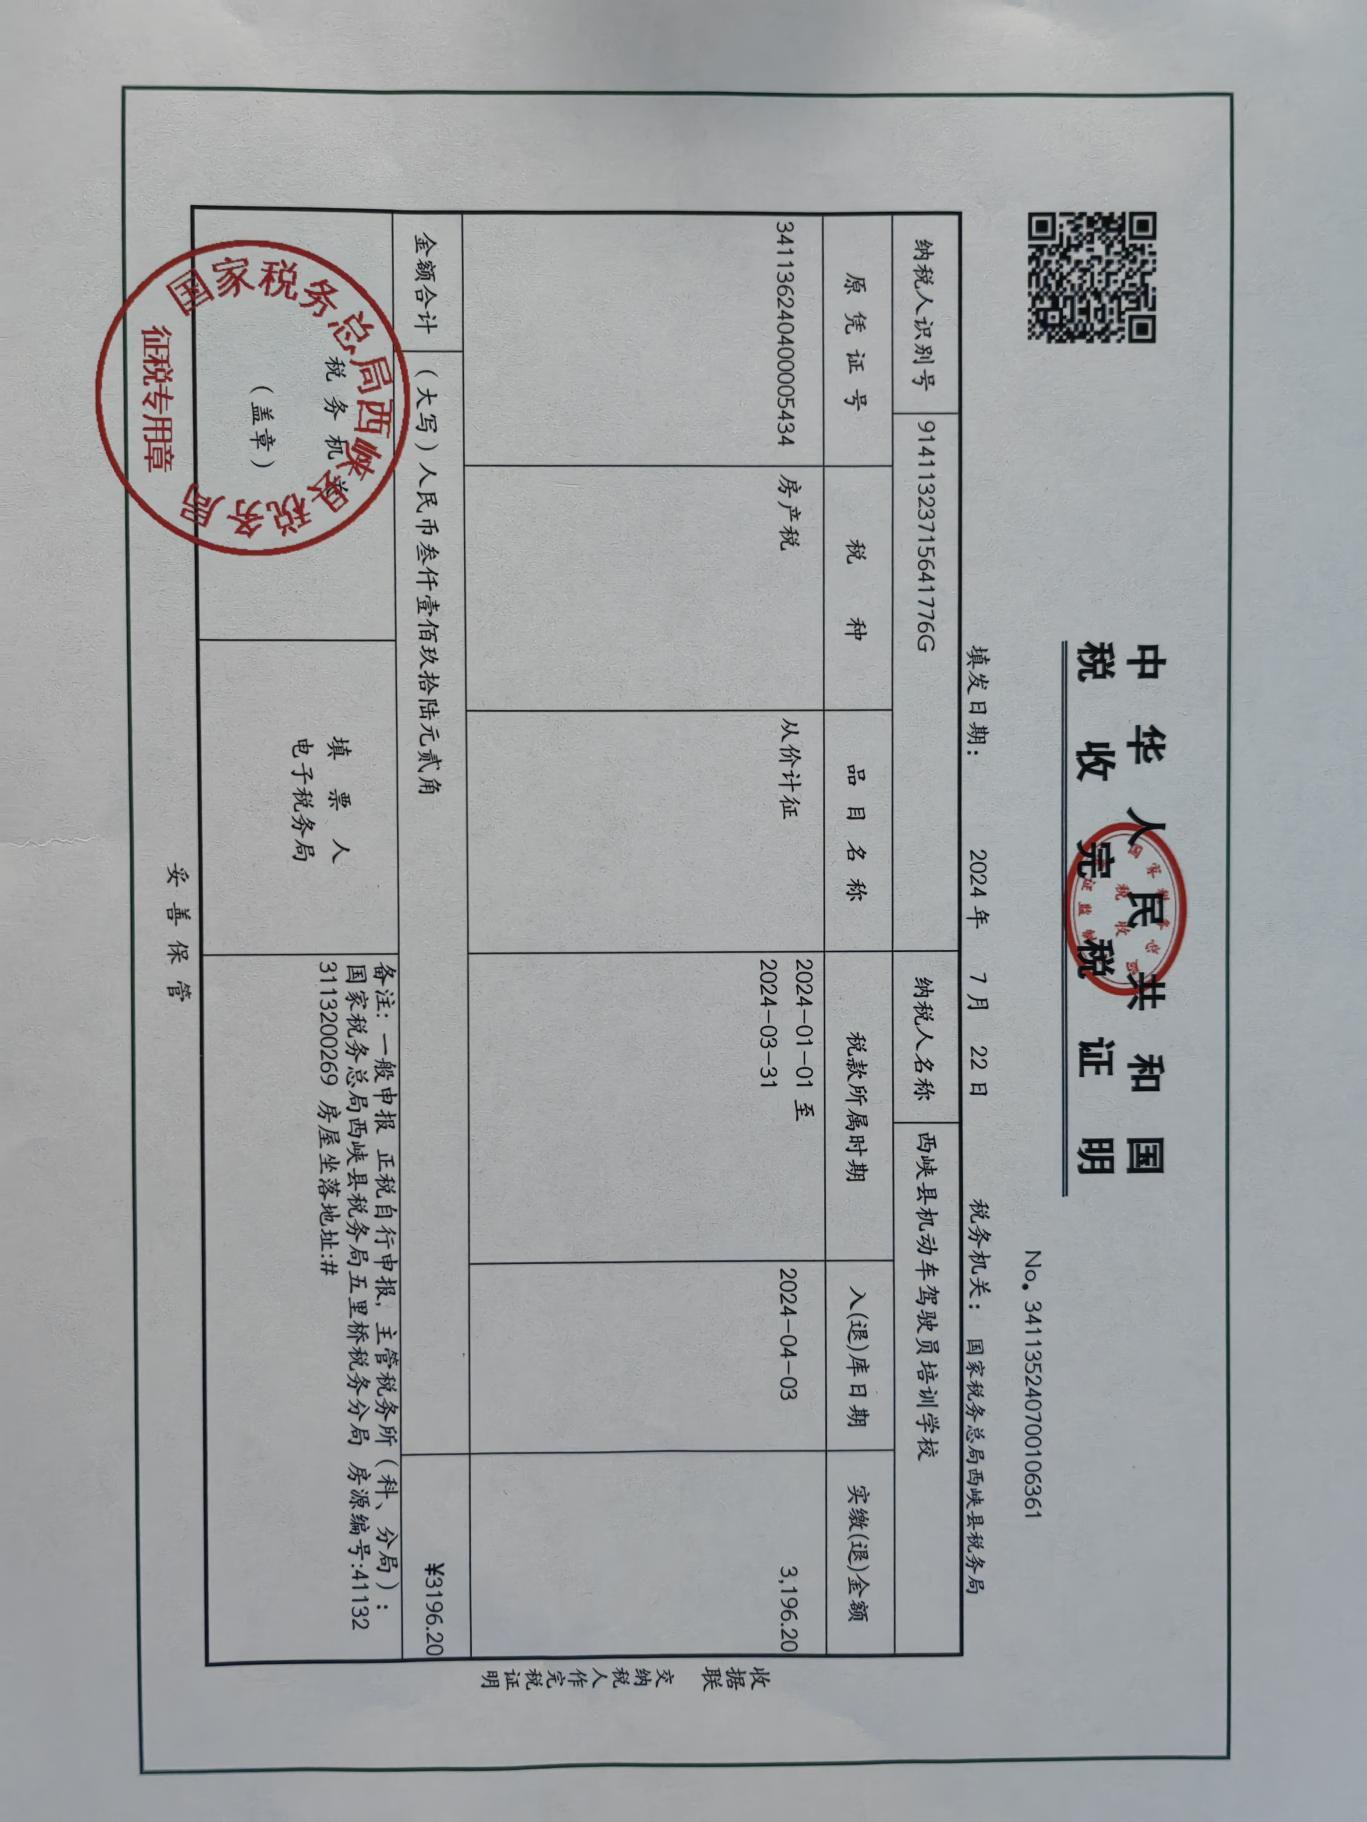 中华人民共和国
税收完税证明
No. 341135240700106361
填发日期： 2024 年 7 月 22 日 税务机关： 国家税务总局西峡县税务局
纳税人识别号 91411323715641776G 纳税人名称 西峡县机动车驾驶员培训学校
原凭证号 税种 品目名称 税款所属时期 入(退)库日期 实缴(退)金额
341136240400005434 房产税 从价计征 2024-01-01 至 2024-04-03 3,196.20
2024-03-31
金额合计 （大写）人民币叁仟壹佰玖拾陆元贰角 ¥3196.20
税务机关
（盖章）
国家税务总局西峡县税务局
征税专用章
填票人
电子税务局
备注: 一般申报 正税自行申报, 主管税务所（科、分局）:
国家税务总局西峡县税务局五里桥税务分局 房源编号:41132
3113200269 房屋坐落地址:#
收据联
交纳税人作完税证明
妥善保管